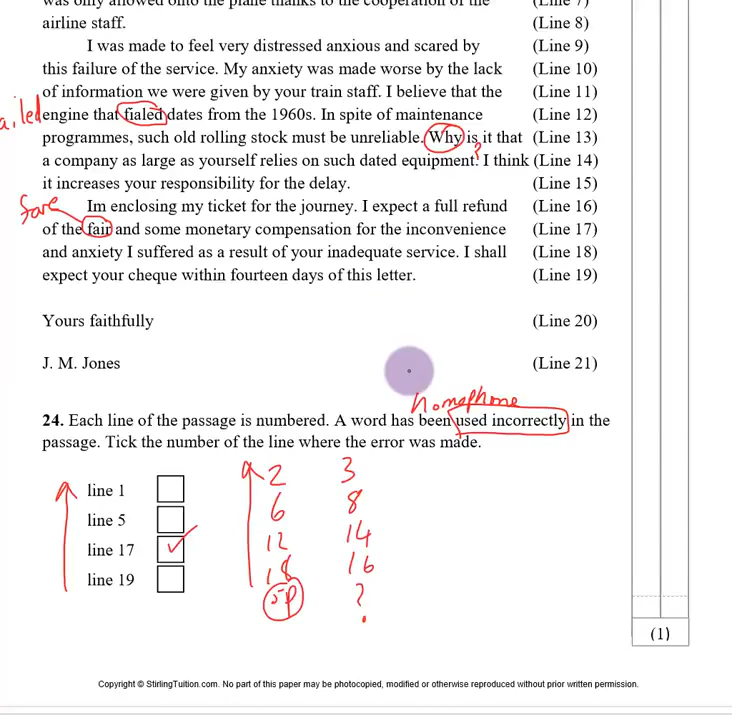 was only allowed onto the plane thanks to the cooperation of the (Line 7)
airline staff. (Line 8)
I was made to feel very distressed anxious and scared by (Line 9)
this failure of the service. My anxiety was made worse by the lack (Line 10)
of information we were given by your train staff. I believe that the (Line 11)
ailed
engine that fialed dates from the 1960s. In spite of maintenance (Line 12)
programmes, such old rolling stock must be unreliable. Why is it that (Line 13)
a company as large as yourself relies on such dated equipment? I think (Line 14)
it increases your responsibility for the delay. (Line 15)
fare
Im enclosing my ticket for the journey. I expect a full refund (Line 16)
of the fair and some monetary compensation for the inconvenience (Line 17)
and anxiety I suffered as a result of your inadequate service. I shall (Line 18)
expect your cheque within fourteen days of this letter. (Line 19)
Yours faithfully (Line 20)
J. M. Jones (Line 21)
homophone
24. Each line of the passage is numbered. A word has been used incorrectly in the
passage. Tick the number of the line where the error was made.
line 1
line 5
line 17
line 19
2 3
6 8
12 14
18 16
sp ?
(1)
Copyright © StirlingTuition.com. No part of this paper may be photocopied, modified or otherwise reproduced without prior written permission.